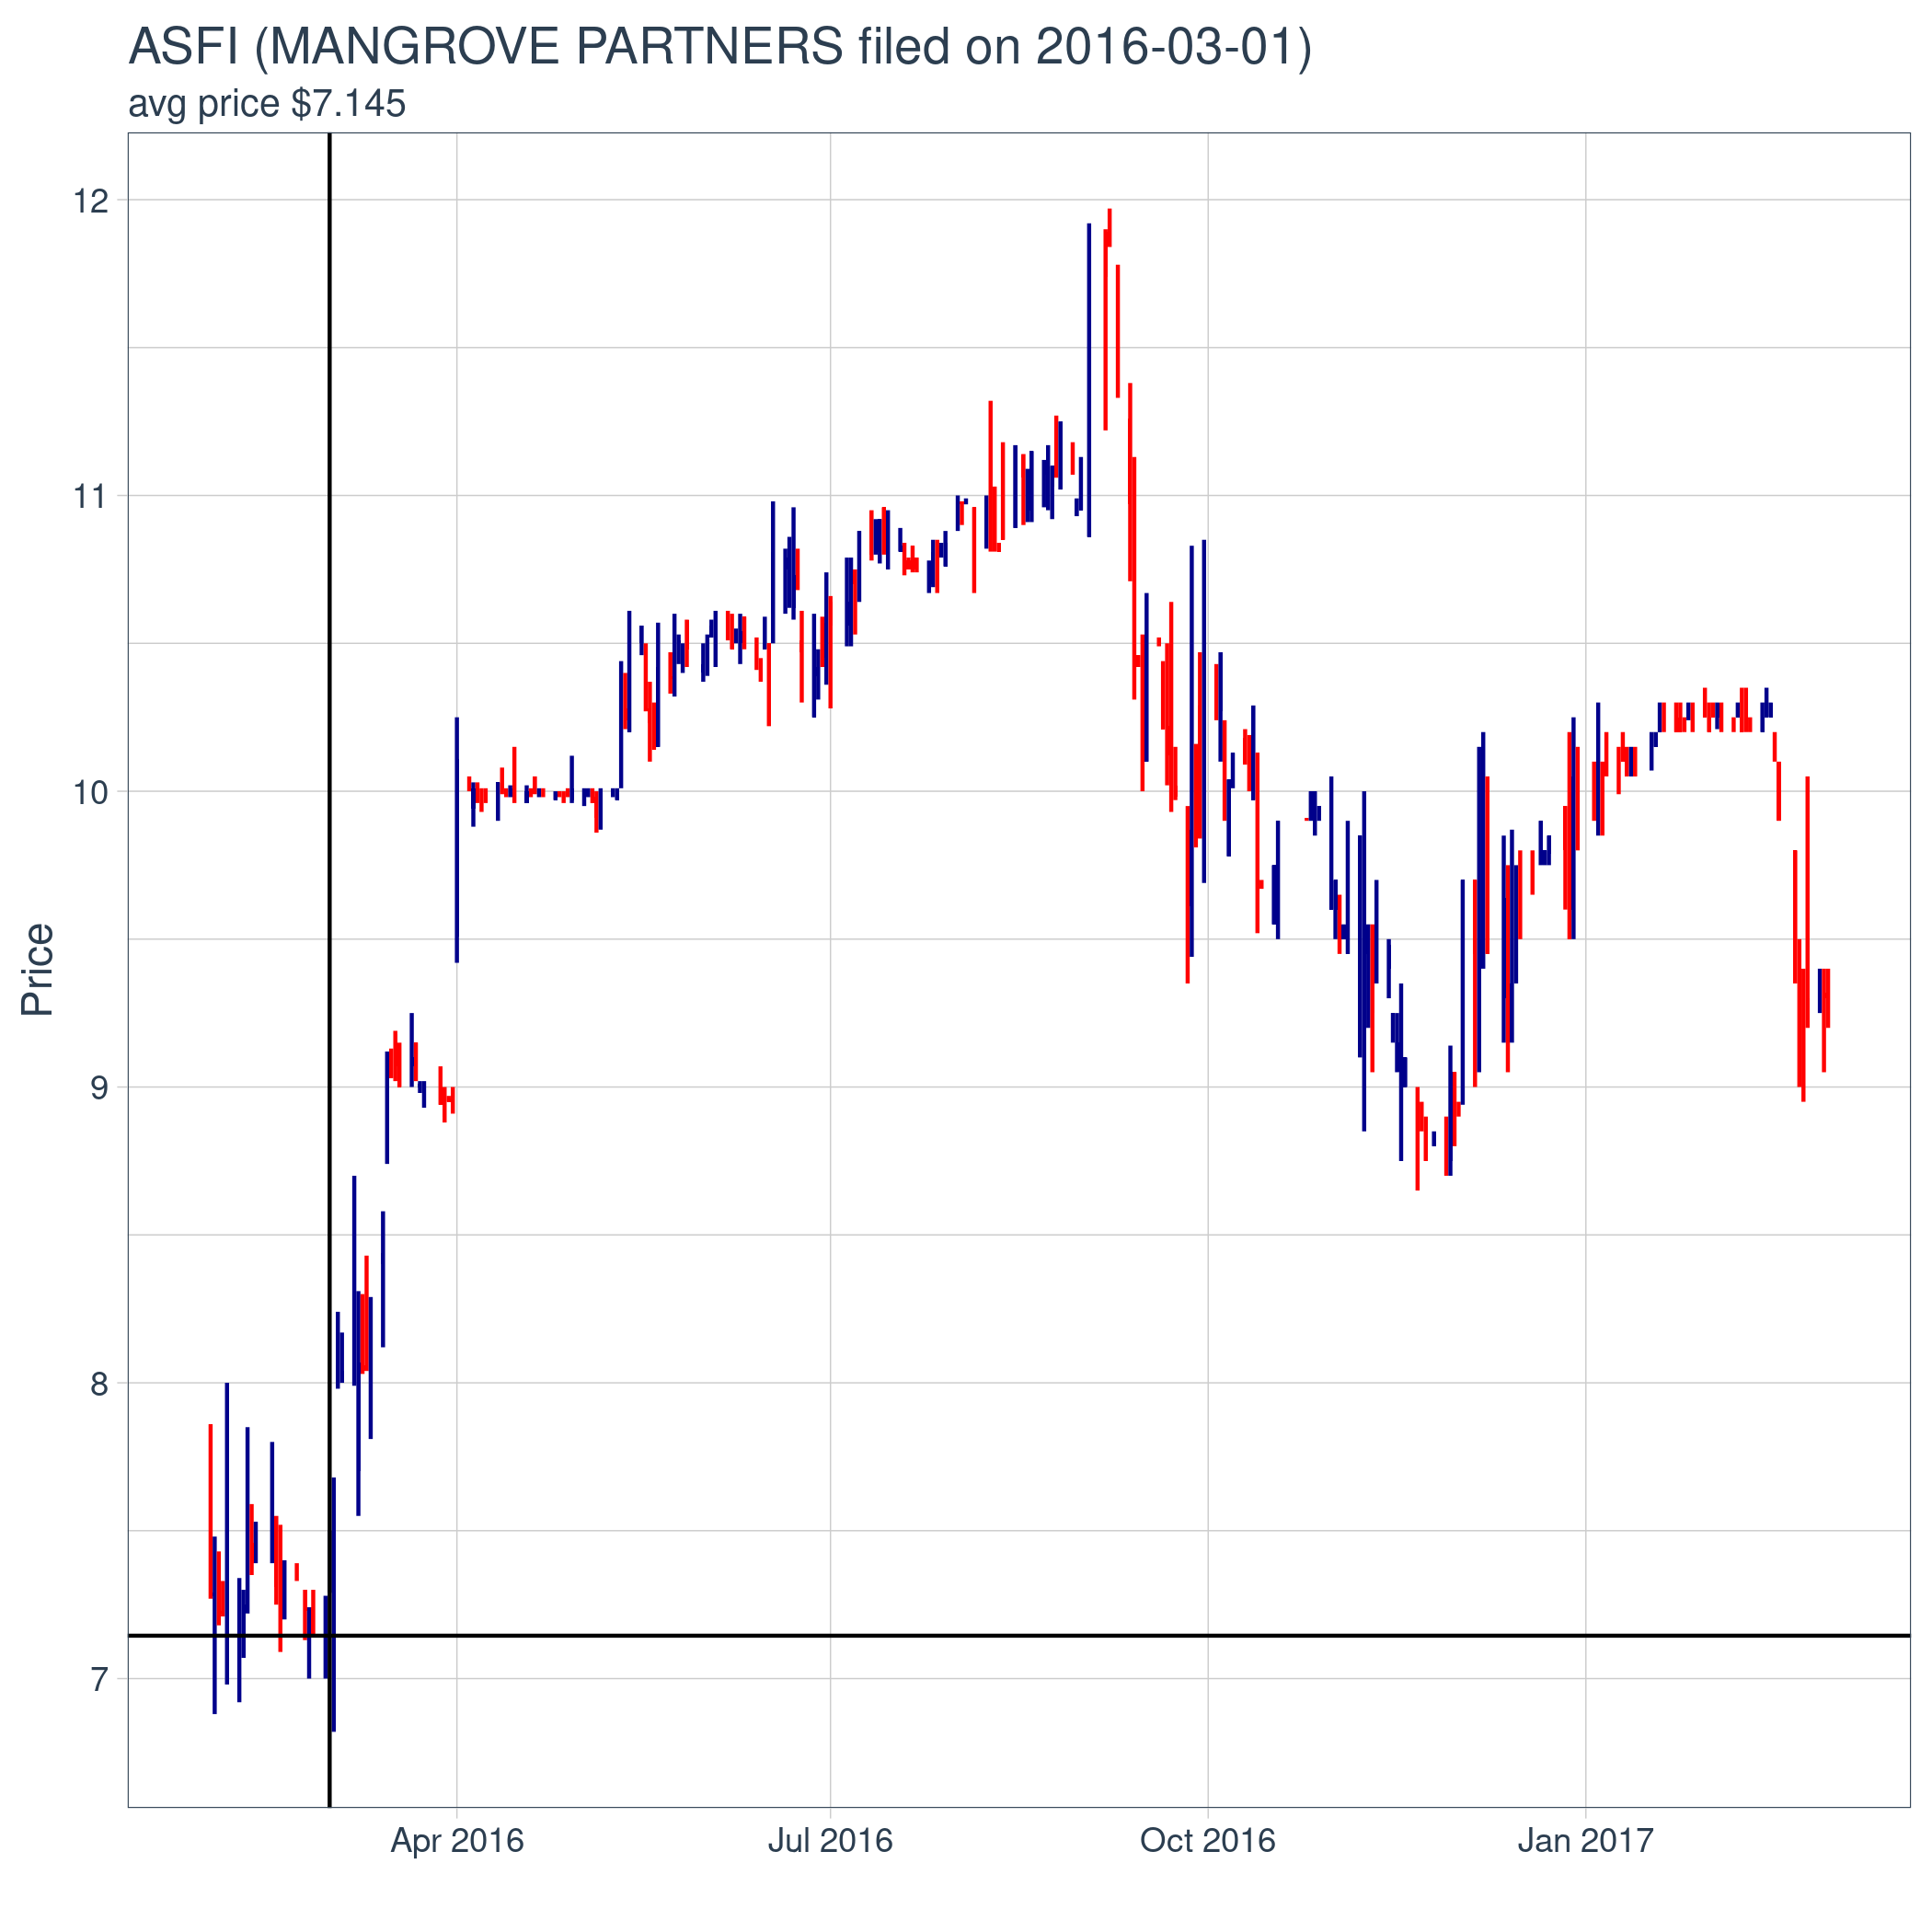 ASFI (MANGROVE PARTNERS filed on 2016-03-01)
avg price $7.145
Price
12
11
10
9
8
7
Apr 2016
Jul 2016
Oct 2016
Jan 2017